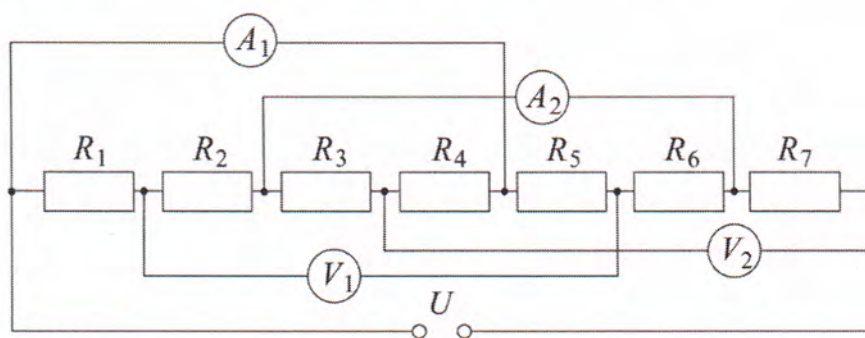 A₁
A₂
R₁ R₂ R₃ R₄ R₅ R₆ R₇
V₂
V₁
U